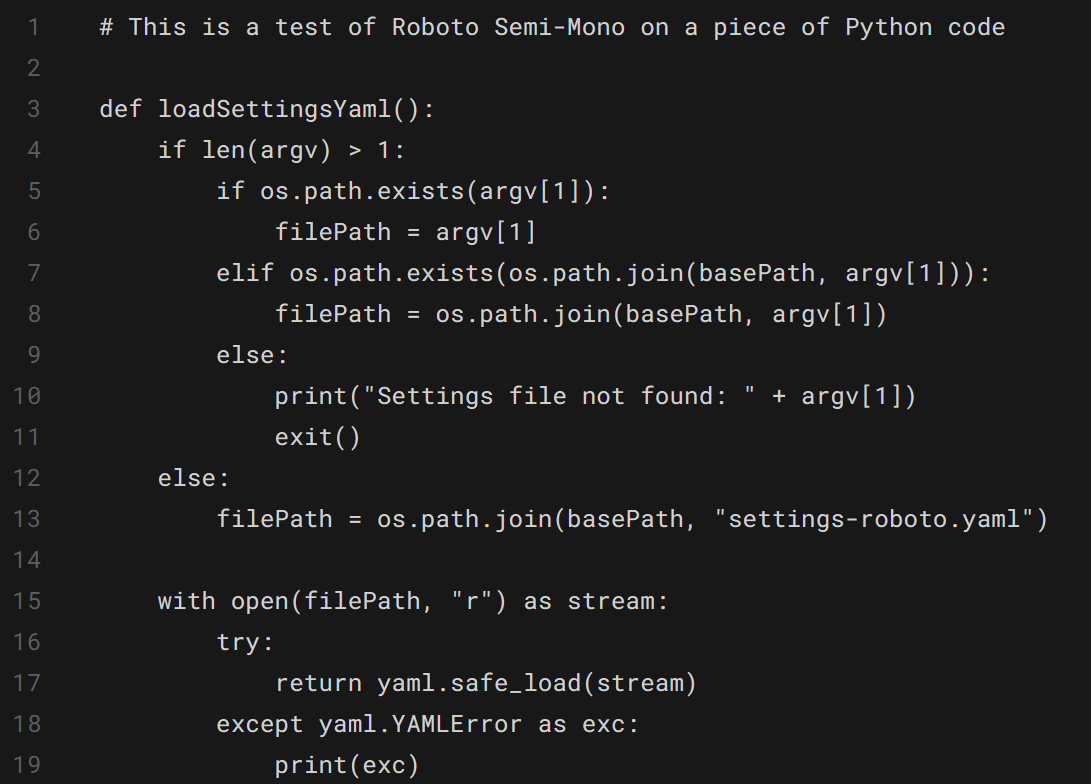 1 # This is a test of Roboto Semi-Mono on a piece of Python code
2
3 def loadSettingsYaml():
4     if len(argv) > 1:
5         if os.path.exists(argv[1]):
6             filePath = argv[1]
7         elif os.path.exists(os.path.join(basePath, argv[1])):
8             filePath = os.path.join(basePath, argv[1])
9         else:
10             print("Settings file not found: " + argv[1])
11             exit()
12     else:
13         filePath = os.path.join(basePath, "settings-roboto.yaml")
14
15     with open(filePath, "r") as stream:
16         try:
17             return yaml.safe_load(stream)
18         except yaml.YAMLError as exc:
19             print(exc)